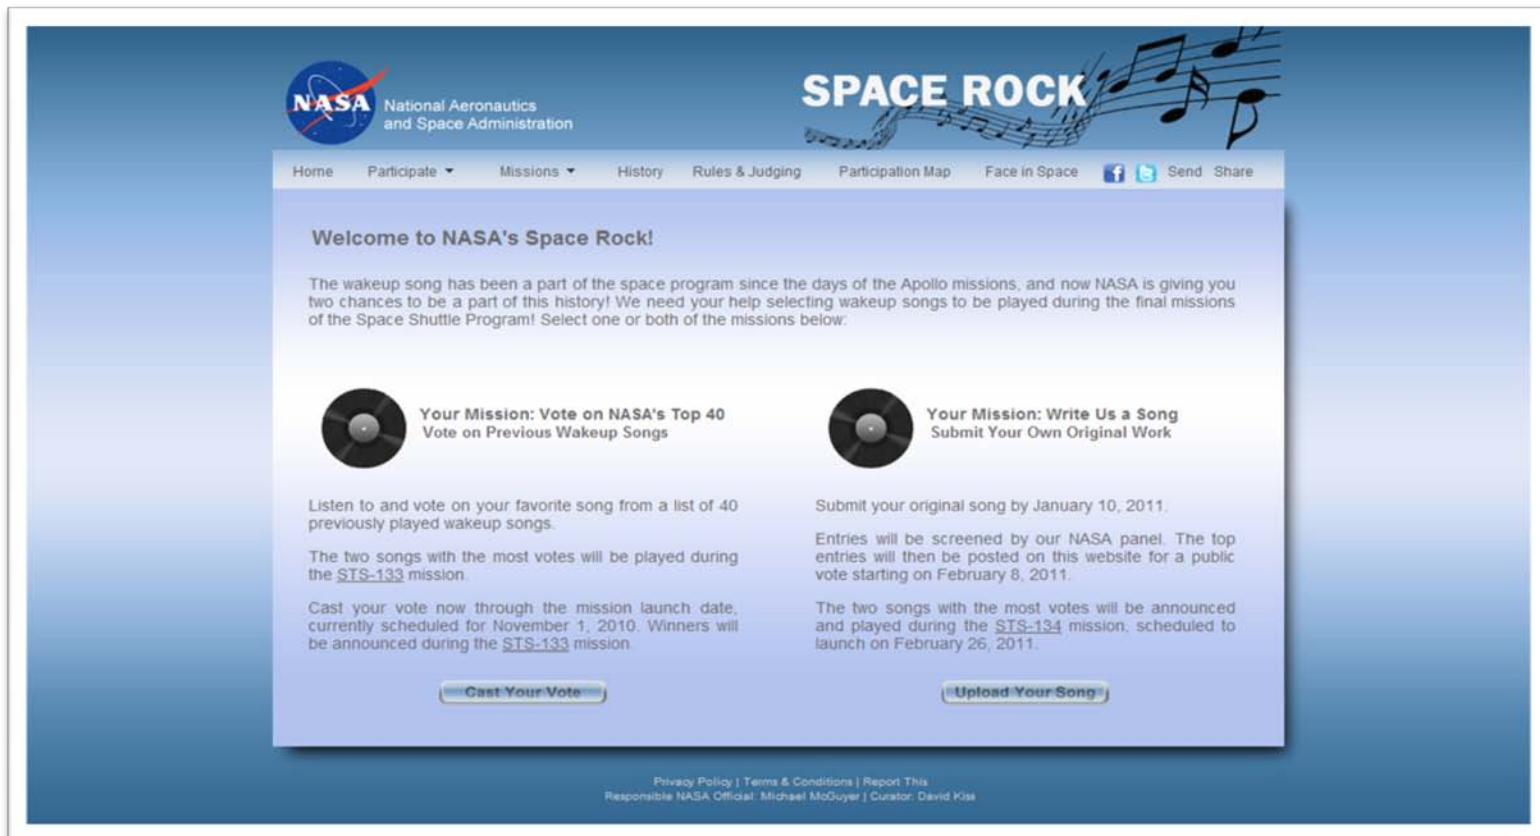 NASA
National Aeronautics
and Space Administration
SPACE ROCK
Home Participate Missions History Rules & Judging Participation Map Face in Space f Send Share
Welcome to NASA's Space Rock!
The wakeup song has been a part of the space program since the days of the Apollo missions, and now NASA is giving you
two chances to be a part of this history! We need your help selecting wakeup songs to be played during the final missions
of the Space Shuttle Program! Select one or both of the missions below:
Your Mission: Vote on NASA's Top 40
Vote on Previous Wakeup Songs
Listen to and vote on your favorite song from a list of 40
previously played wakeup songs.
The two songs with the most votes will be played during
the STS-133 mission.
Cast your vote now through the mission launch date,
currently scheduled for November 1, 2010. Winners will
be announced during the STS-133 mission.
Cast Your Vote
Your Mission: Write Us a Song
Submit Your Own Original Work
Submit your original song by January 10, 2011.
Entries will be screened by our NASA panel. The top
entries will then be posted on this website for a public
vote starting on February 8, 2011.
The two songs with the most votes will be announced
and played during the STS-134 mission, scheduled to
launch on February 26, 2011.
Upload Your Song
Privacy Policy | Terms & Conditions | Report This
Responsible NASA Official: Michael McGuyer | Curator: David Kiss